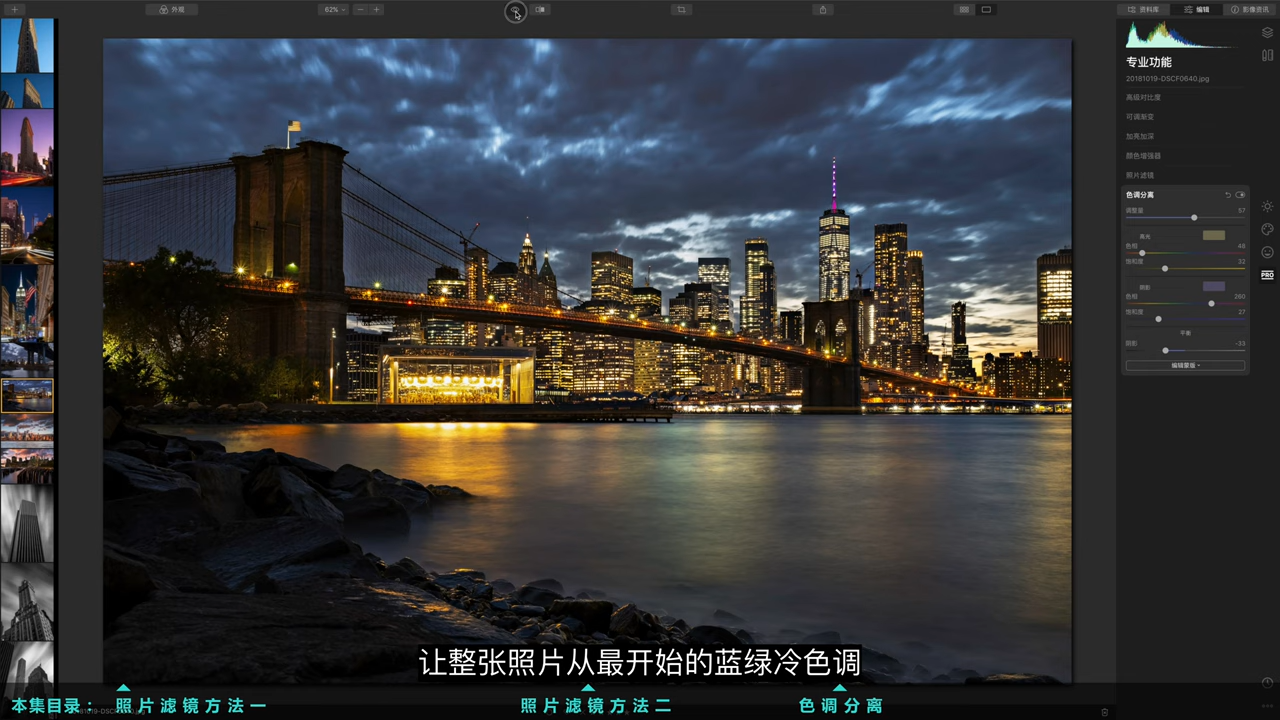 外观
62%
资料库
编辑
影像资讯
专业功能
20181019-DSCF0640.jpg
高级对比度
可调渐变
加亮加深
颜色增强器
照片滤镜
色调分离
调整量 57
高光
色相 48
饱和度 32
阴影
色相 260
饱和度 27
平衡
阴影 -33
编辑蒙版
PRO
让整张照片从最开始的蓝绿冷色调
本集目录： 照片滤镜方法一 照片滤镜方法二 色调分离